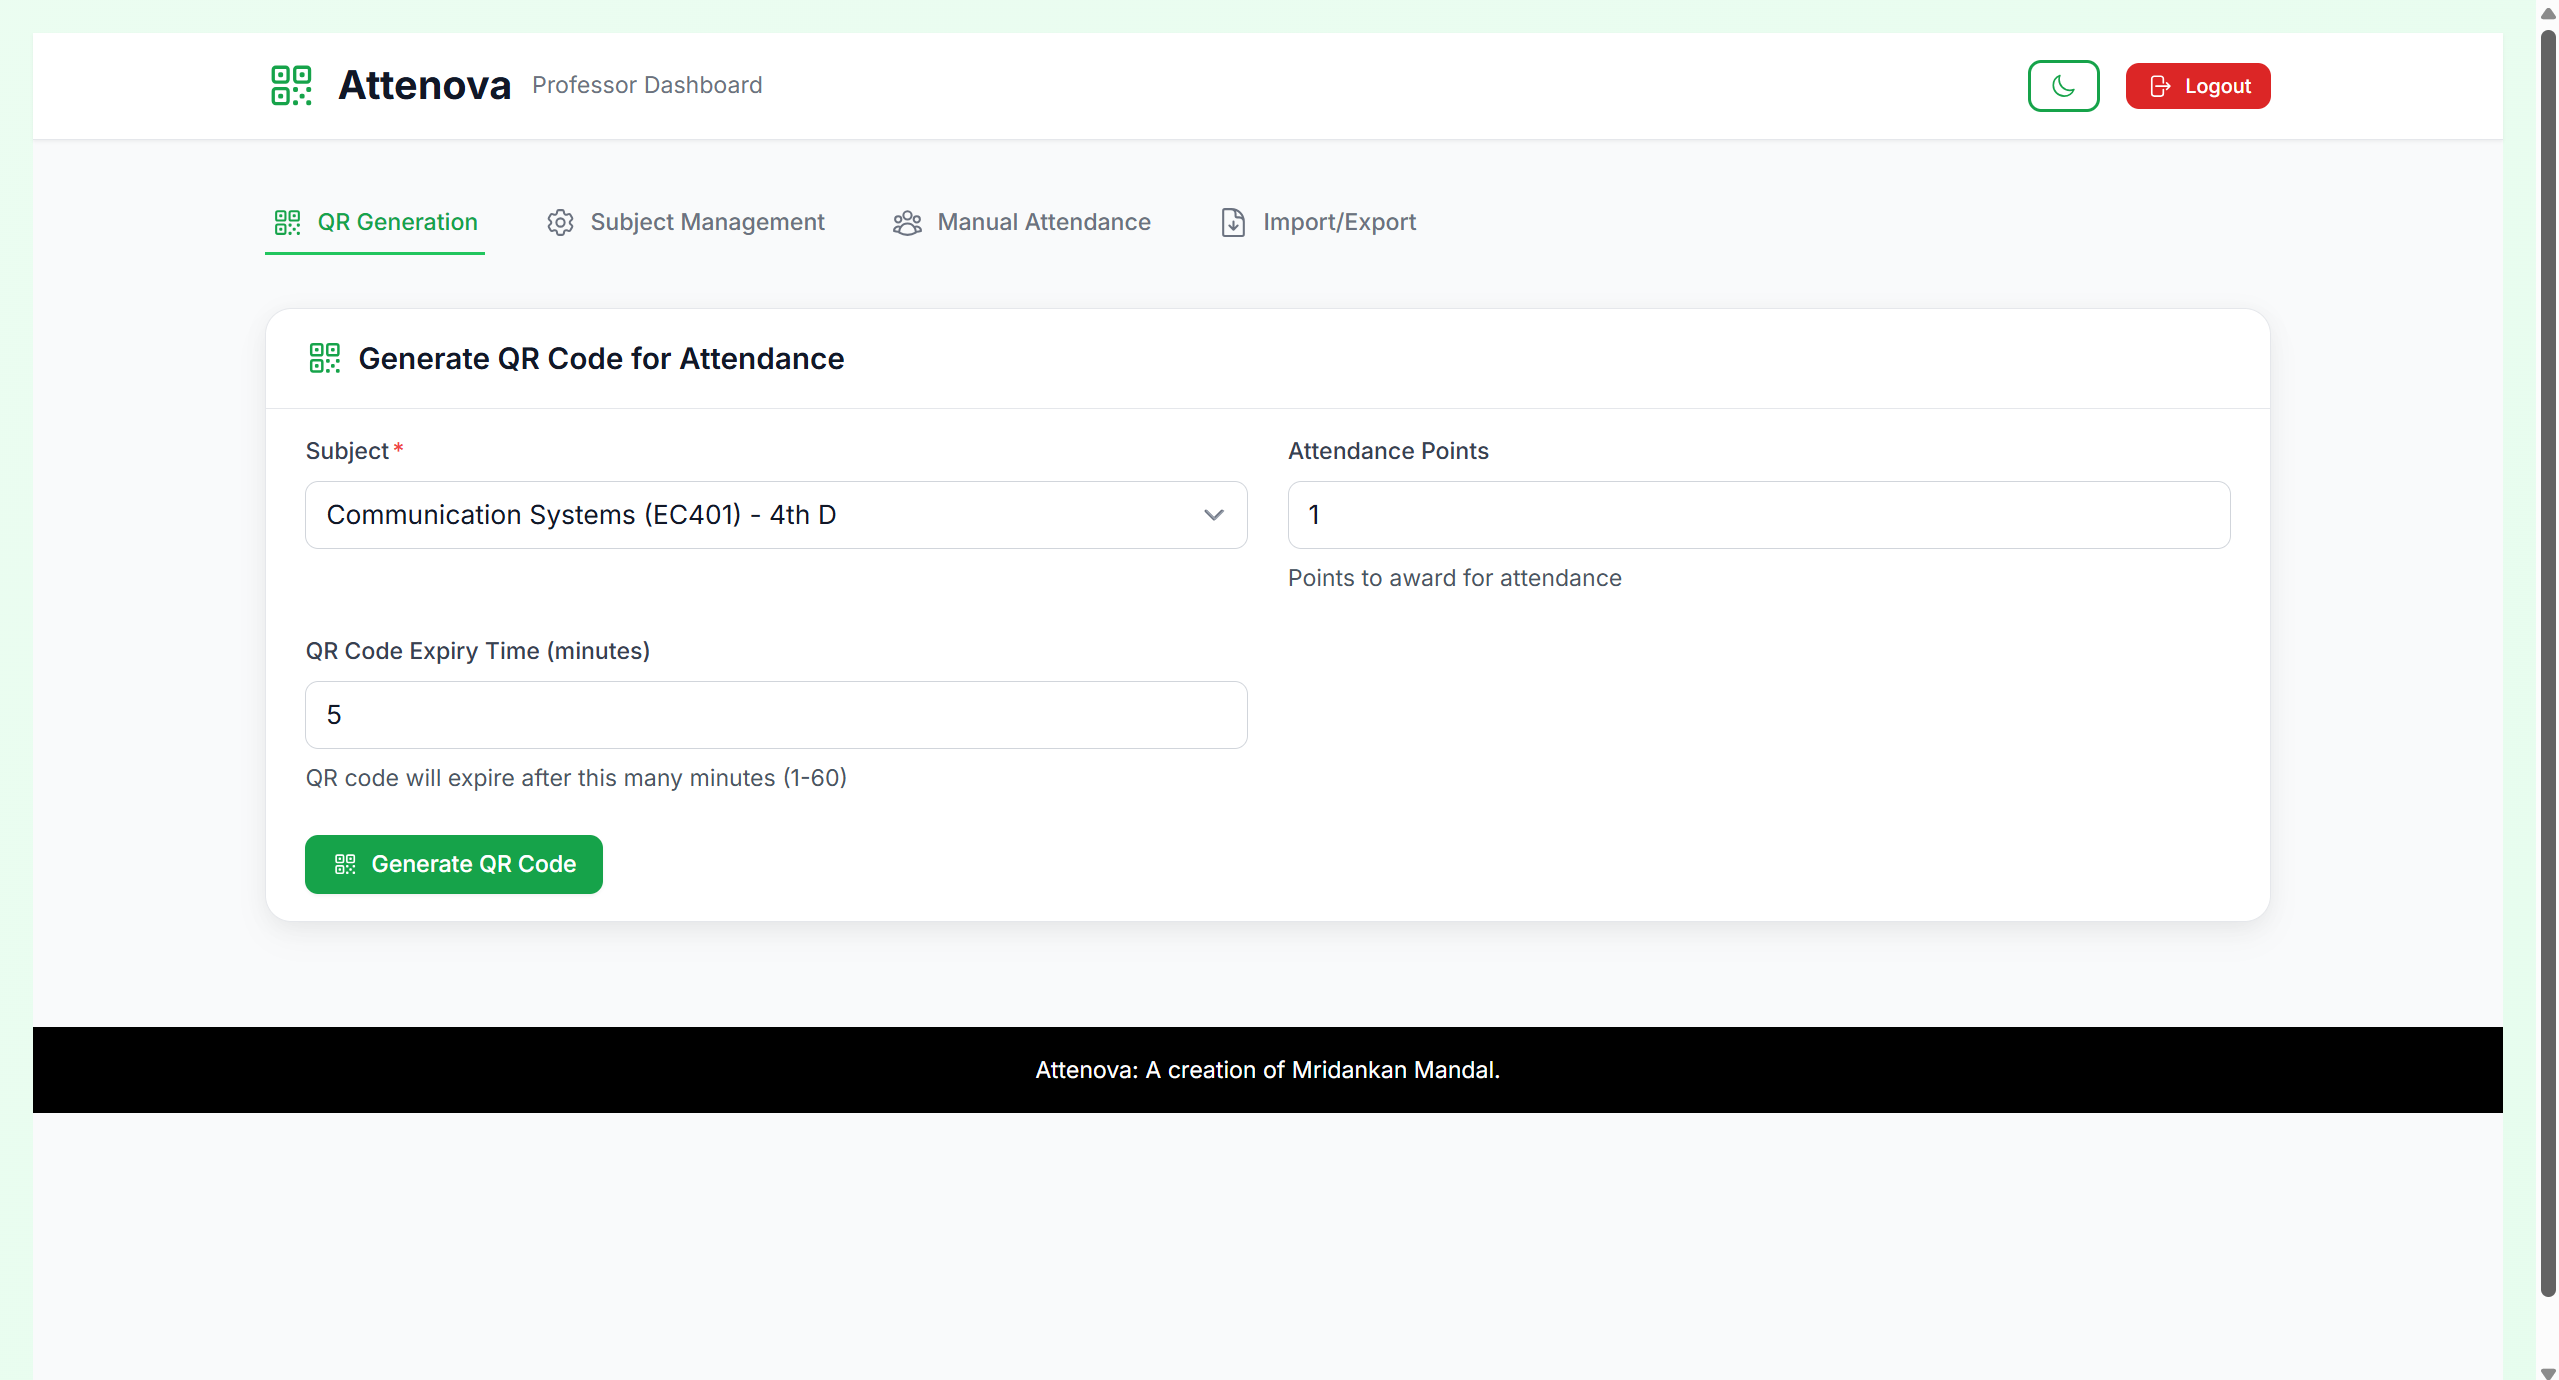 Attenova Professor Dashboard Logout
QR Generation Subject Management Manual Attendance Import/Export
Generate QR Code for Attendance
Subject* Attendance Points
Communication Systems (EC401) - 4th D 1
Points to award for attendance
QR Code Expiry Time (minutes)
5
QR code will expire after this many minutes (1-60)
Generate QR Code
Attenova: A creation of Mridankan Mandal.